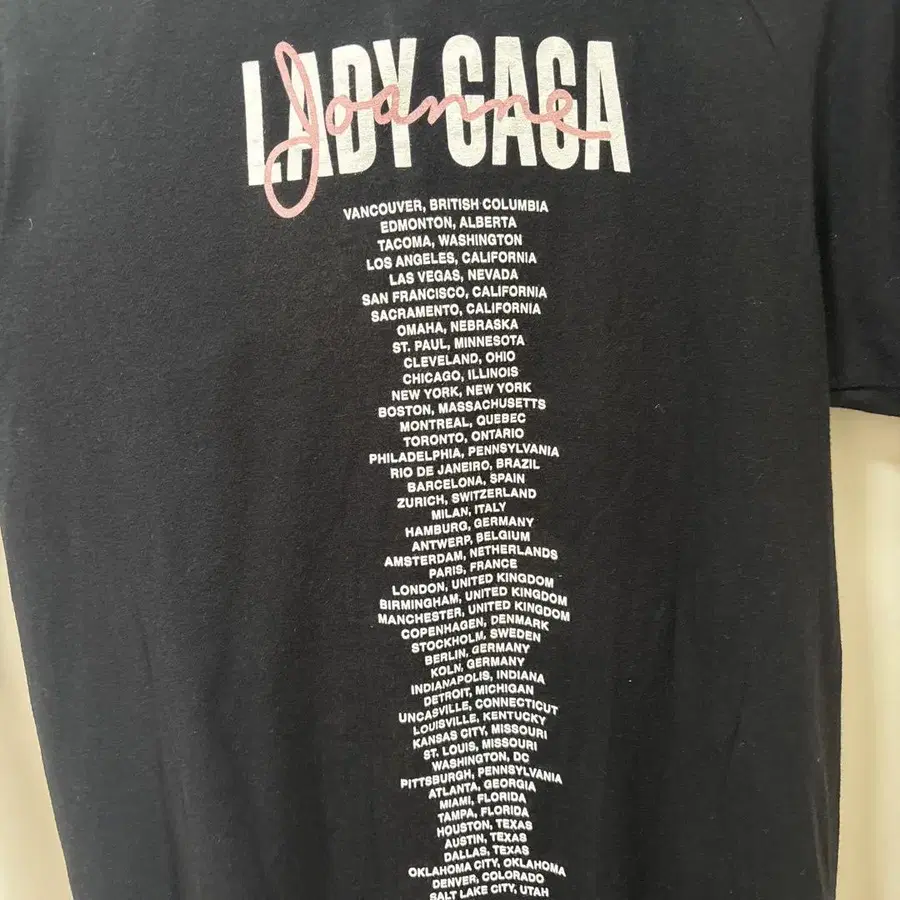 LADY GAGA
Joanne
VANCOUVER, BRITISH COLUMBIA
EDMONTON, ALBERTA
TACOMA, WASHINGTON
LOS ANGELES, CALIFORNIA
LAS VEGAS, NEVADA
SAN FRANCISCO, CALIFORNIA
SACRAMENTO, CALIFORNIA
OMAHA, NEBRASKA
ST. PAUL, MINNESOTA
CLEVELAND, OHIO
CHICAGO, ILLINOIS
NEW YORK, NEW YORK
BOSTON, MASSACHUSETTS
MONTREAL, QUEBEC
TORONTO, ONTARIO
PHILADELPHIA, PENNSYLVANIA
RIO DE JANEIRO, BRAZIL
BARCELONA, SPAIN
ZURICH, SWITZERLAND
MILAN, ITALY
HAMBURG, GERMANY
ANTWERP, BELGIUM
AMSTERDAM, NETHERLANDS
PARIS, FRANCE
LONDON, UNITED KINGDOM
BIRMINGHAM, UNITED KINGDOM
MANCHESTER, UNITED KINGDOM
COPENHAGEN, DENMARK
STOCKHOLM, SWEDEN
BERLIN, GERMANY
KOLN, GERMANY
INDIANAPOLIS, INDIANA
DETROIT, MICHIGAN
UNCASVILLE, CONNECTICUT
LOUISVILLE, KENTUCKY
KANSAS CITY, MISSOURI
ST. LOUIS, MISSOURI
WASHINGTON, DC
PITTSBURGH, PENNSYLVANIA
ATLANTA, GEORGIA
MIAMI, FLORIDA
TAMPA, FLORIDA
HOUSTON, TEXAS
AUSTIN, TEXAS
DALLAS, TEXAS
OKLAHOMA CITY, OKLAHOMA
DENVER, COLORADO
SALT LAKE CITY, UTAH